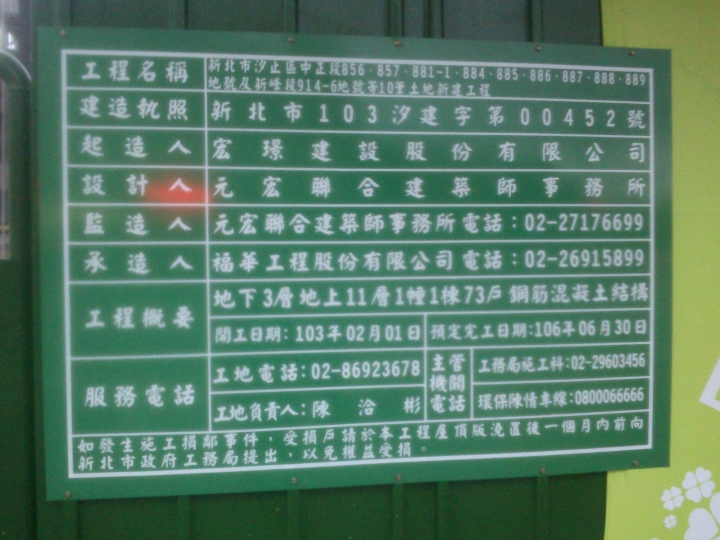 工程名稱 新北市汐止區中正段856、857、881-1、884、885、886、887、888、889
地號及新峰段914-6地號等10筆土地新建工程
建造執照 新北市103汐建字第00452號
起造人 宏璟建設股份有限公司
設計人 元宏聯合建築師事務所
監造人 元宏聯合建築師事務所電話：02-27176699
承造人 福華工程股份有限公司電話：02-26915899
工程概要 地下3層地上11層1幢1棟73戶鋼筋混凝土結構
開工日期：103年02月01日 預定完工日期：106年06月30日
服務電話 工地電話：02-86923678
工地負責人：陳洽彬
主管機關電話 工務局施工科：02-29603456
環保陳情專線：0800066666
如發生施工損鄰事件，受損戶請於本工程屋頂版澆置後一個月內前向
新北市政府工務局提出，以免權益受損。